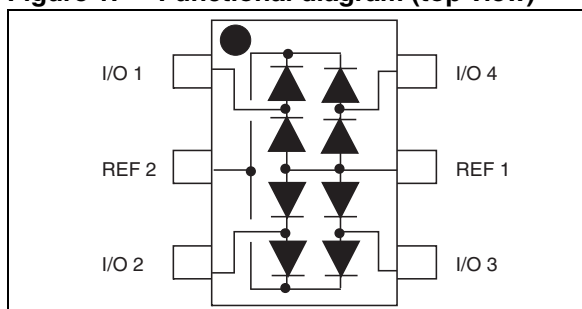 Figure 1. Functional diagram (top view)
I/O 1
I/O 4
REF 2
REF 1
I/O 2
I/O 3